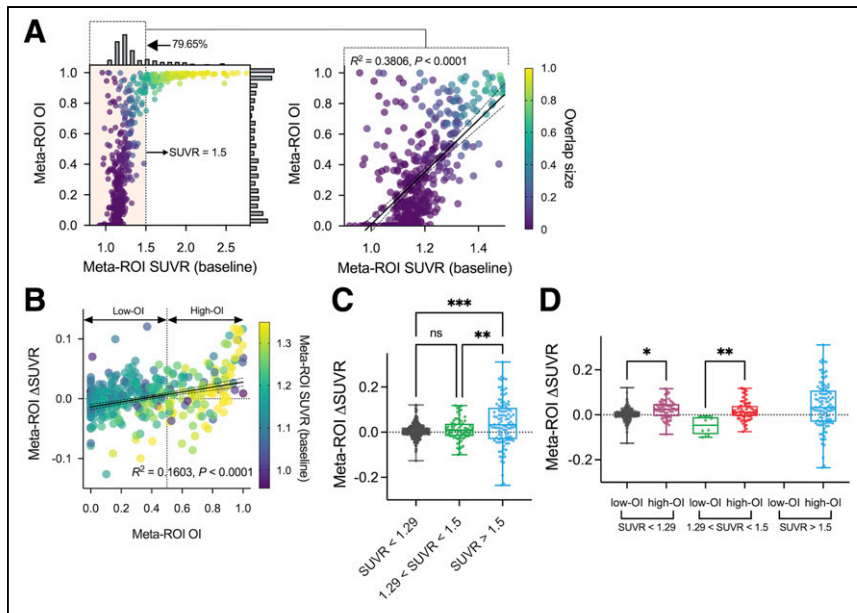 A
79.65%
Meta-ROI OI
1.0
0.8
0.6
0.4
0.2
0.0
SUVR = 1.5
1.0 1.5 2.0 2.5
Meta-ROI SUVR (baseline)
R² = 0.3806, P < 0.0001
Meta-ROI OI
1.0
0.8
0.6
0.4
0.2
0.0
1.0 1.2 1.4
Meta-ROI SUVR (baseline)
1.0
0.8
0.6
0.4
0.2
0
Overlap size
B
Low-OI High-OI
Meta-ROI ΔSUVR
0.1
0.0
-0.1
R² = 0.1603, P < 0.0001
0.0 0.2 0.4 0.6 0.8 1.0
Meta-ROI OI
1.3
1.2
1.1
1.0
Meta-ROI SUVR (baseline)
C
***
ns **
Meta-ROI ΔSUVR
0.2
0.0
-0.2
SUVR < 1.29
1.29 < SUVR < 1.5
SUVR > 1.5
D
* **
Meta-ROI ΔSUVR
0.2
0.0
-0.2
low-OI high-OI low-OI high-OI low-OI high-OI
SUVR < 1.29 1.29 < SUVR < 1.5 SUVR > 1.5